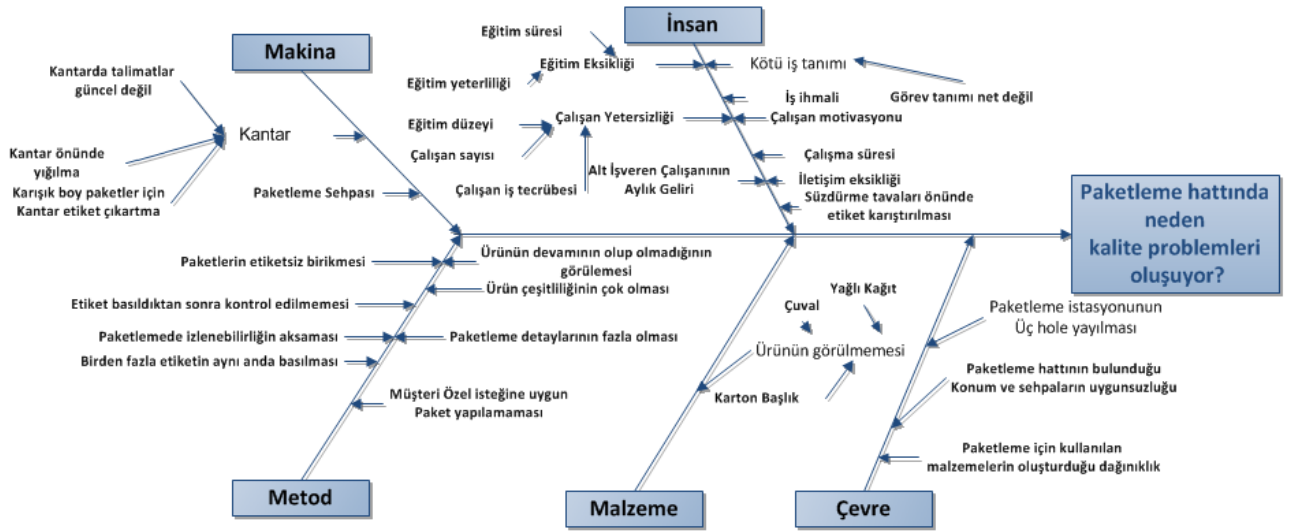 Makina
Kantarda talimatlar
güncel değil
Kantar
Kantar önünde
yığılma
Karışık boy paketler için
Kantar etiket çıkartma
Paketleme Sehpası
İnsan
Eğitim süresi
Eğitim Eksikliği
Eğitim yeterliliği
Kötü iş tanımı
Görev tanımı net değil
İş ihmali
Eğitim düzeyi
Çalışan Yetersizliği
Çalışan motivasyonu
Çalışan sayısı
Çalışma süresi
Çalışan iş tecrübesi
Alt İşveren Çalışanının
Aylık Geliri
İletişim eksikliği
Süzdürme tavaları önünde
etiket karıştırılması
Paketleme hattında
neden
kalite problemleri
oluşuyor?
Paketlerin etiketsiz birikmesi
Ürünün devamının olup olmadığının
görülemesi
Ürün çeşitliliğinin çok olması
Etiket basıldıktan sonra kontrol edilmemesi
Paketlemede izlenebilirliğin aksaması
Paketleme detaylarının fazla olması
Birden fazla etiketin aynı anda basılması
Müşteri Özel isteğine uygun
Paket yapılamaması
Metod
Yağlı Kağıt
Çuval
Ürünün görülmemesi
Karton Başlık
Malzeme
Paketleme istasyonunun
Üç hole yayılması
Paketleme hattının bulunduğu
Konum ve sehpaların uygunsuzluğu
Paketleme için kullanılan
malzemelerin oluşturduğu dağınıklık
Çevre